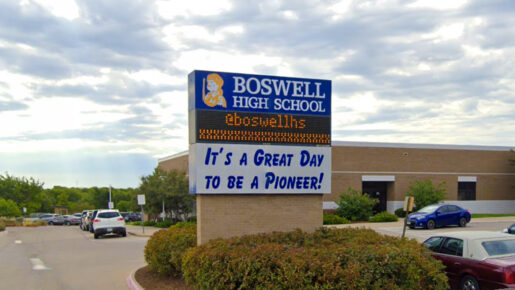 BOSWELL
HIGH SCHOOL
@boswellhs
IT'S A GREAT DAY
TO BE A PIONEER!